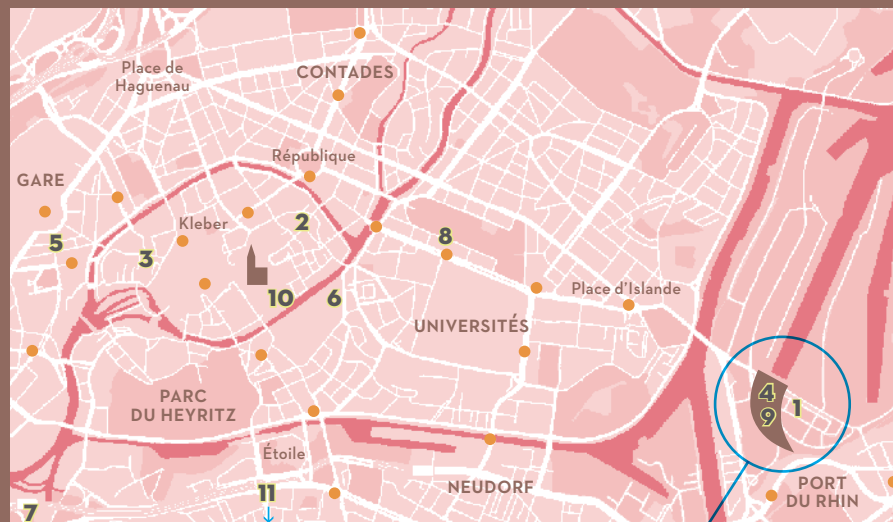 Place de
Haguenau
CONTADES
République
GARE
Kleber
2
5
3
8
10
6
Place d'Islande
UNIVERSITÉS
PARC
DU HEYRITZ
4
9
1
Étoile
11
NEUDORF
PORT
DU RHIN
7